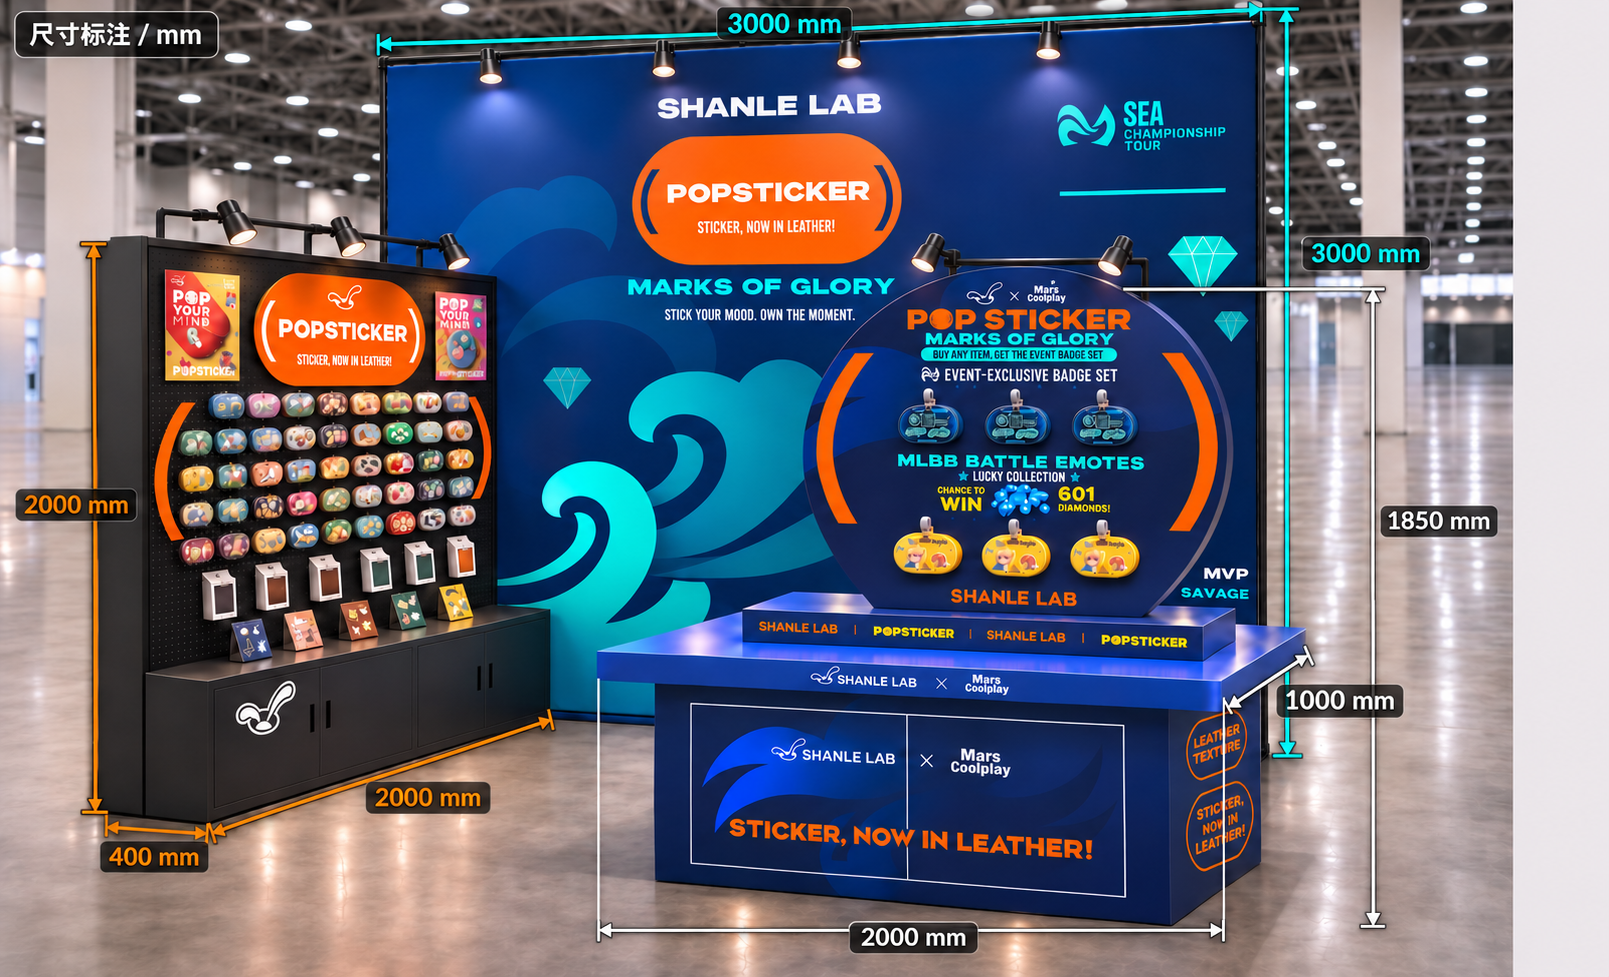 尺寸标注 / mm
3000 mm
SHANLE LAB
POPSTICKER
STICKER, NOW IN LEATHER!
MARKS OF GLORY
STICK YOUR MOOD. OWN THE MOMENT.
SEA
CHAMPIONSHIP
TOUR
3000 mm
POP
YOUR
MIND
POPSTICKER
POPSTICKER
STICKER, NOW IN LEATHER!
POP
YOUR
MIND
2000 mm
2000 mm
400 mm
Mars
Coolplay
POP STICKER
MARKS OF GLORY
BUY ANY ITEM, GET THE EVENT BADGE SET
EVENT-EXCLUSIVE BADGE SET
MLBB BATTLE EMOTES
LUCKY COLLECTION
CHANCE TO
WIN
601
DIAMONDS!
SHANLE LAB
MVP
SAVAGE
1850 mm
SHANLE LAB | POPSTICKER | SHANLE LAB | POPSTICKER
SHANLE LAB × Mars
Coolplay
1000 mm
SHANLE LAB × Mars
Coolplay
STICKER, NOW IN LEATHER!
LEATHER
TEXTURE
STICKER,
NOW IN
LEATHER!
2000 mm